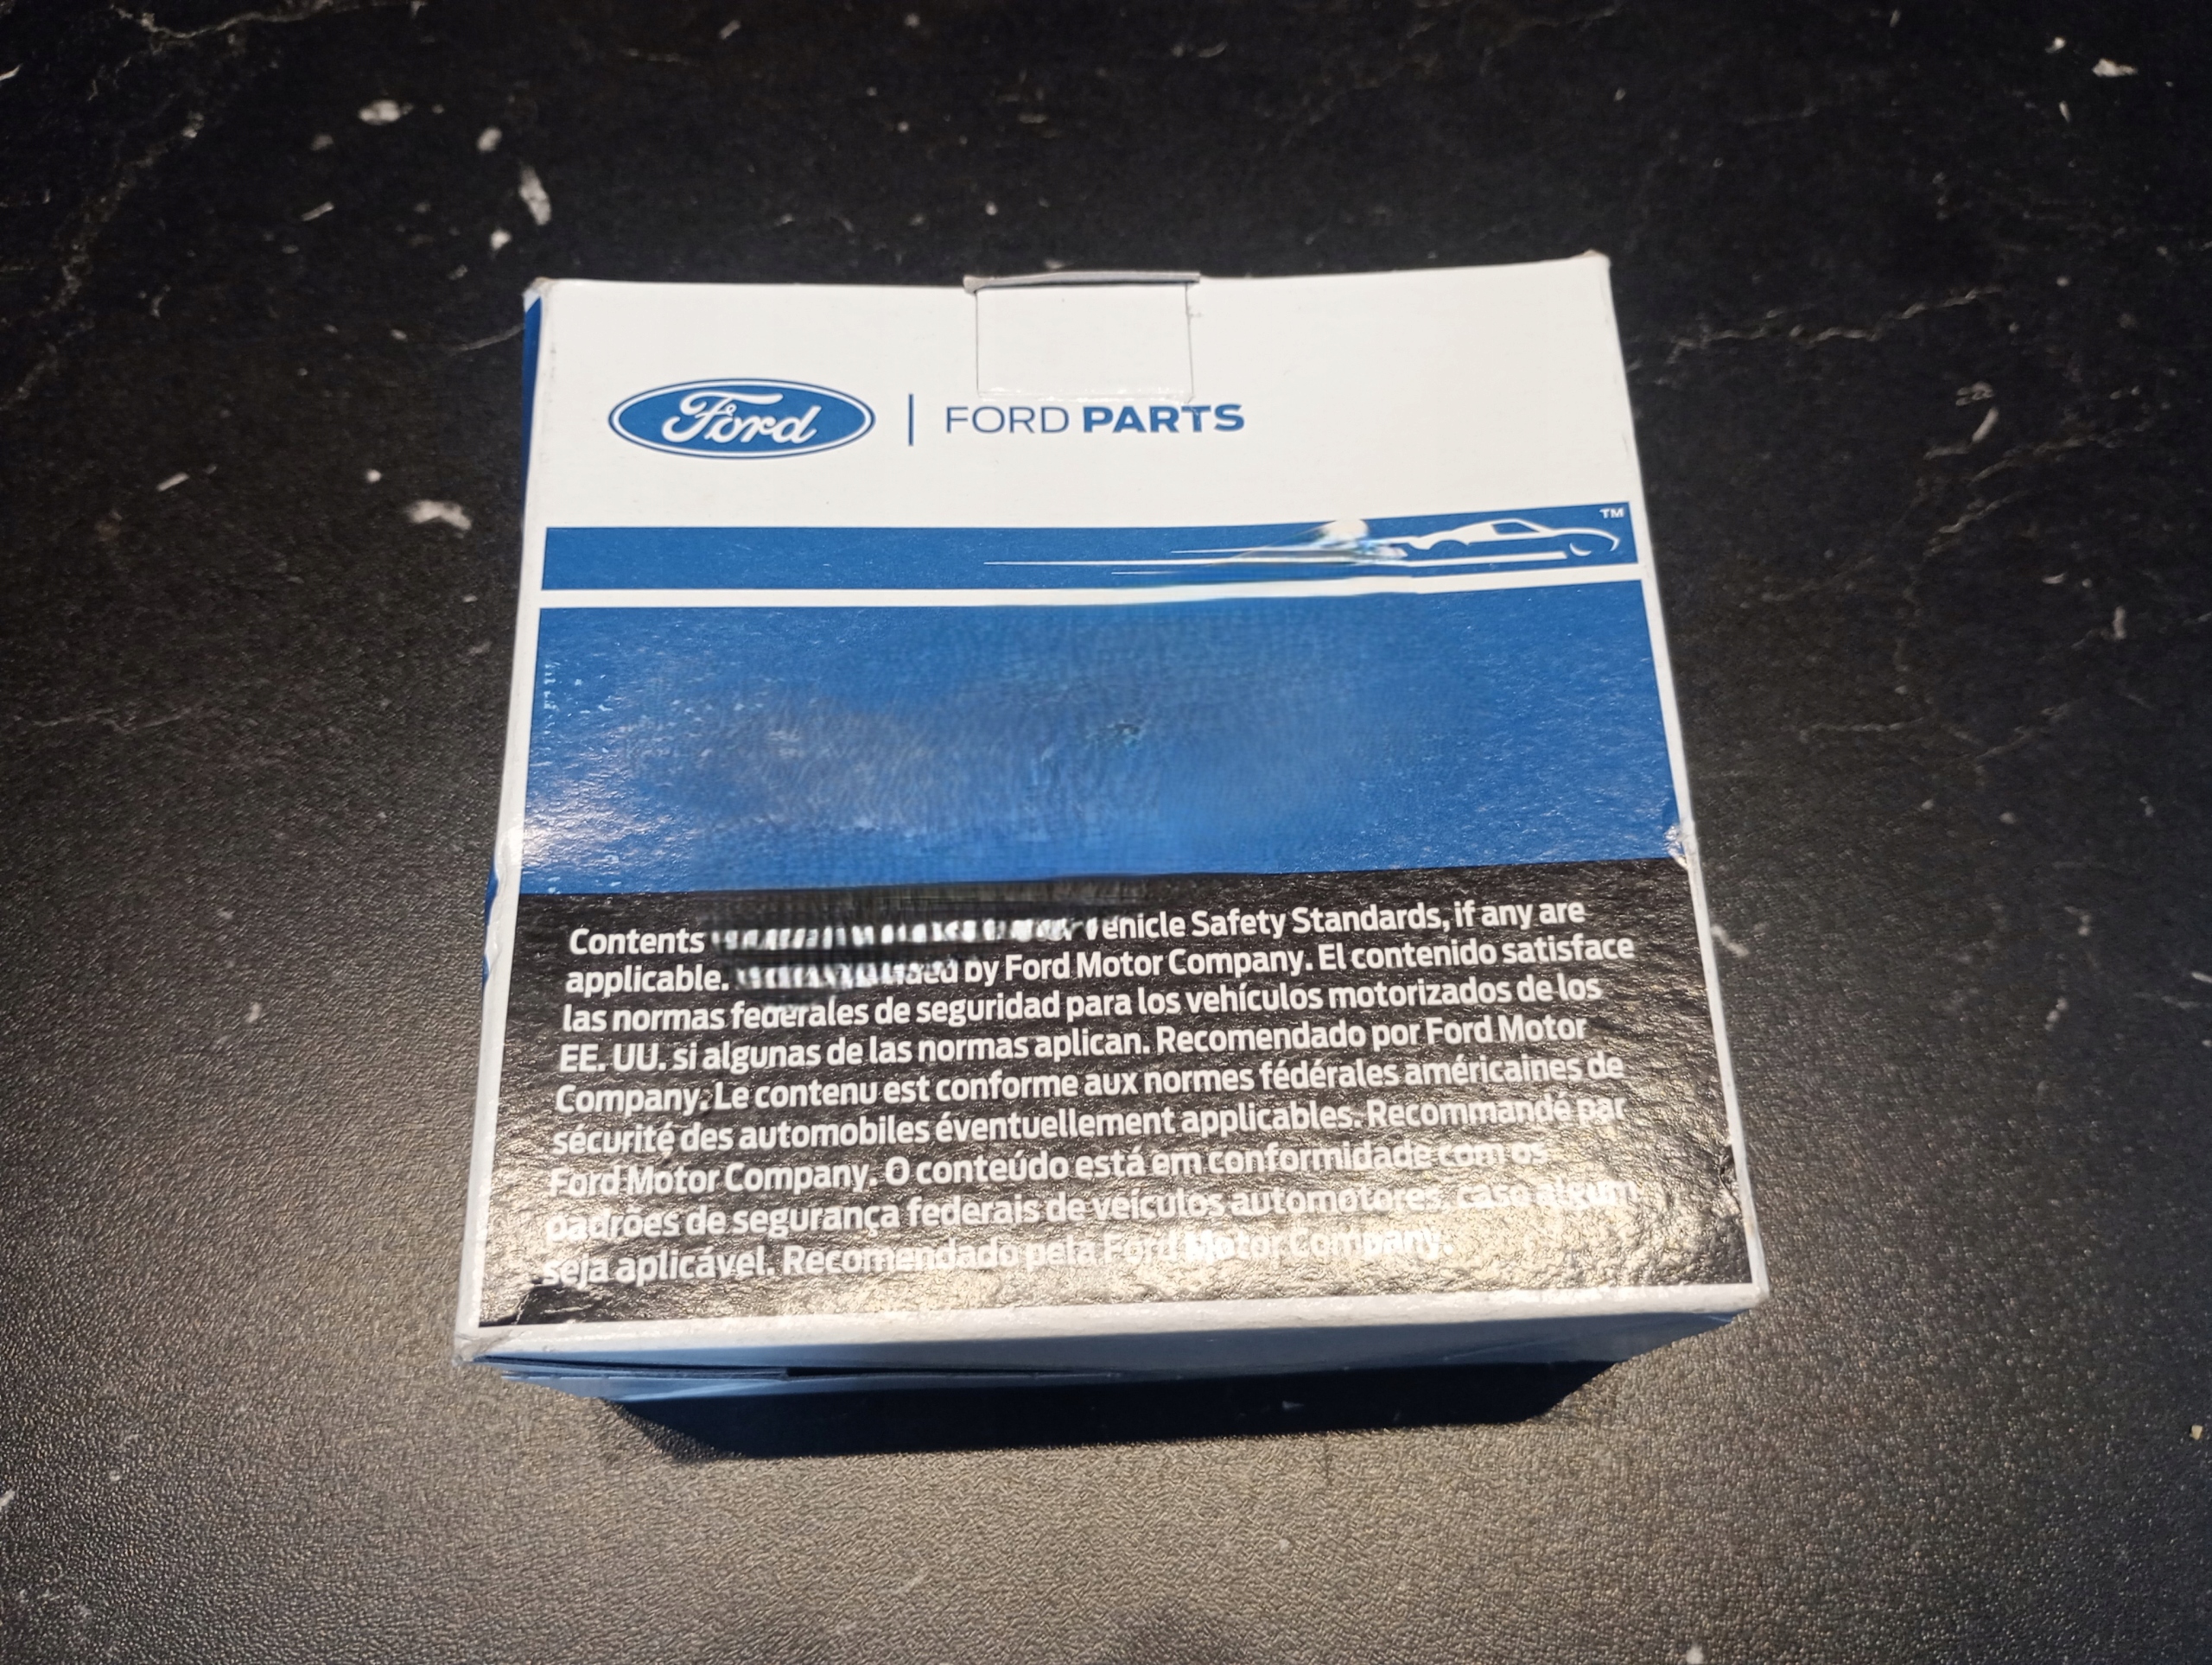 Ford | FORD PARTS
TM
Contents Vehicle Safety Standards, if any are
applicable. by Ford Motor Company. El contenido satisface
las normas federales de seguridad para los vehículos motorizados de los
EE. UU. si algunas de las normas aplican. Recomendado por Ford Motor
Company. Le contenu est conforme aux normes fédérales américaines de
sécurité des automobiles éventuellement applicables. Recommandé par
Ford Motor Company. O conteúdo está em conformidade com os
padrões de segurança federais de veículos automotores, caso algum
seja aplicável. Recomendado pela Ford Motor Company.